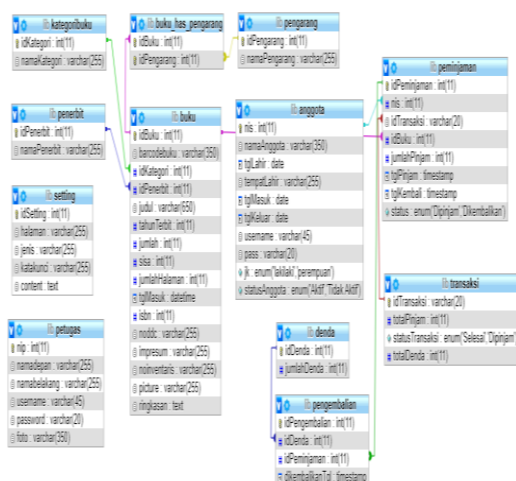 kategoribuku
idKategori : int(11)
namaKategori : varchar(255)
buku_has_pengarang
idBuku : int(11)
idPengarang : int(11)
pengarang
idPengarang : int(11)
namaPengarang : varchar(255)
penerbit
idPenerbit : int(11)
namaPenerbit : varchar(255)
buku
idBuku : int(11)
barcodebuku : varchar(350)
idKategori : int(11)
idPenerbit : int(11)
judul : varchar(650)
tahunTerbit : int(11)
jumlah : int(11)
sisa : int(11)
jumlahHalaman : int(11)
tglMasuk : datetime
isbn : int(11)
noddc : varchar(255)
impresum : varchar(255)
noinventaris : varchar(255)
picture : varchar(255)
ringkasan : text
anggota
nis : int(11)
namaAnggota : varchar(350)
tglLahir : date
tempatLahir : varchar(255)
tglMasuk : date
tglKeluar : date
username : varchar(45)
pass : varchar(20)
jk : enum('lakilaki','perempuan')
statusAnggota : enum('Aktif','Tidak Aktif')
peminjaman
idPeminjaman : int(11)
nis : int(11)
idTransaksi : varchar(20)
idBuku : int(11)
jumlahPinjam : int(11)
tglPinjam : timestamp
tglKembali : timestamp
status : enum('Dipinjam','Dikembalikan')
setting
idSetting : int(11)
halaman : varchar(255)
jenis : varchar(255)
katakunci : varchar(255)
content : text
transaksi
idTransaksi : varchar(20)
totalPinjam : int(11)
statusTransaksi : enum('Selesai','Dipinjam')
totalDenda : int(11)
petugas
nip : int(11)
namadepan : varchar(255)
namabelakang : varchar(255)
username : varchar(45)
password : varchar(20)
foto : varchar(350)
denda
idDenda : int(11)
jumlahDenda : int(11)
pengembalian
idPengembalian : int(11)
idDenda : int(11)
idPeminjaman : int(11)
dikembalikanTgl : timestamp